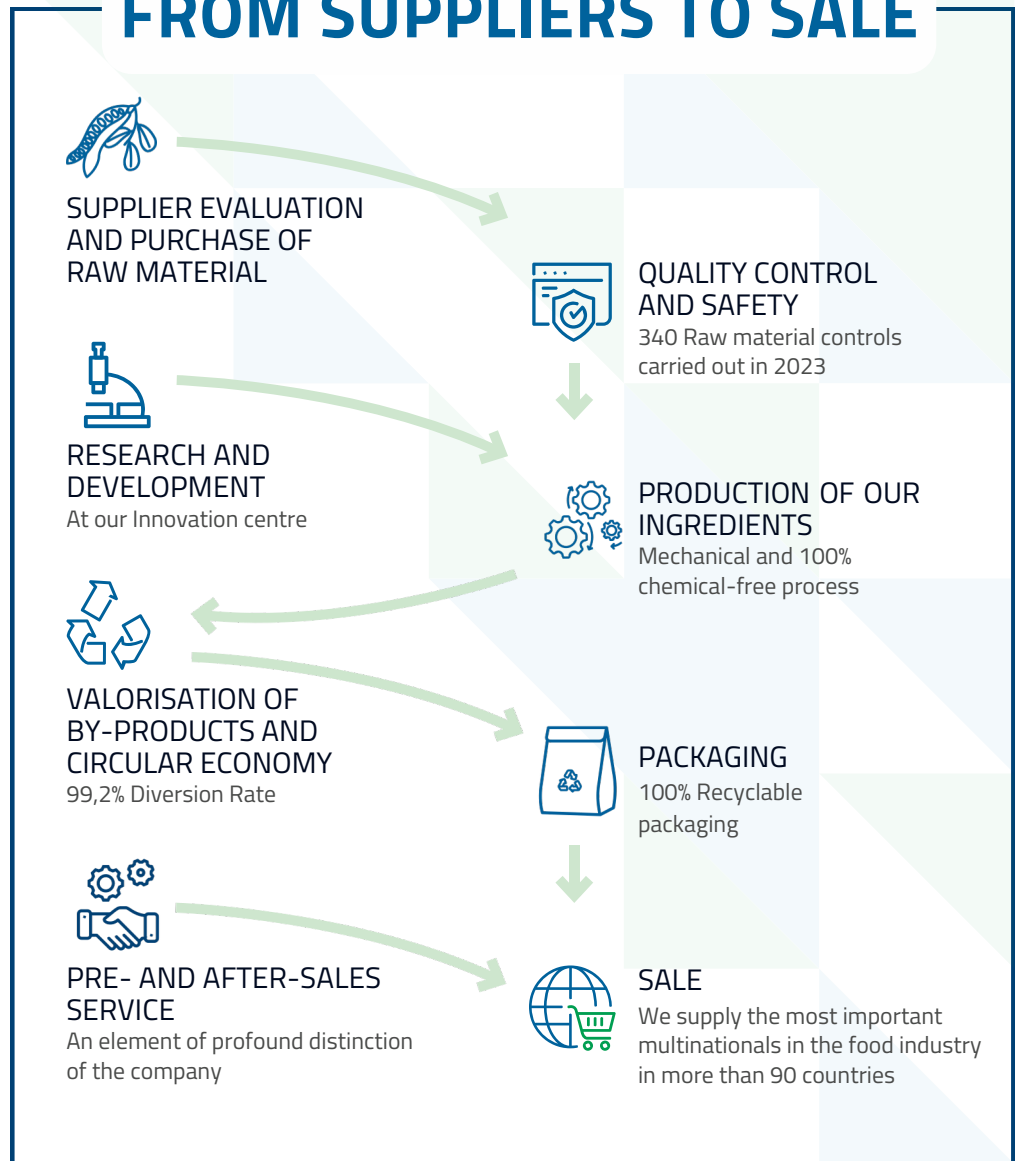 FROM SUPPLIERS TO SALE
SUPPLIER EVALUATION
AND PURCHASE OF
RAW MATERIAL
QUALITY CONTROL
AND SAFETY
340 Raw material controls
carried out in 2023
RESEARCH AND
DEVELOPMENT
At our Innovation centre
PRODUCTION OF OUR
INGREDIENTS
Mechanical and 100%
chemical-free process
VALORISATION OF
BY-PRODUCTS AND
CIRCULAR ECONOMY
99,2% Diversion Rate
PACKAGING
100% Recyclable
packaging
PRE- AND AFTER-SALES
SERVICE
An element of profound distinction
of the company
SALE
We supply the most important
multinationals in the food industry
in more than 90 countries